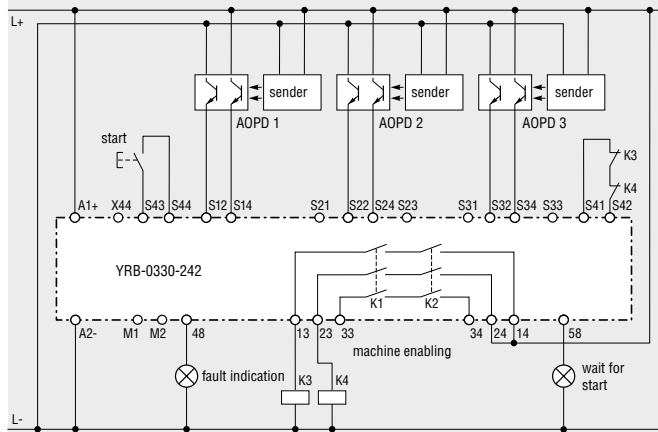 L+
sender
sender
sender
AOPD 1
AOPD 2
AOPD 3
start
K3
K4
A1+ X44 S43 S44 S12 S14 S21 S22 S24 S23 S31 S32 S34 S33 S41 S42
YRB-0330-242
K1 K2
A2- M1 M2 48 13 23 33 34 24 14 58
machine enabling
fault indication
K3 K4
wait for
start
L-